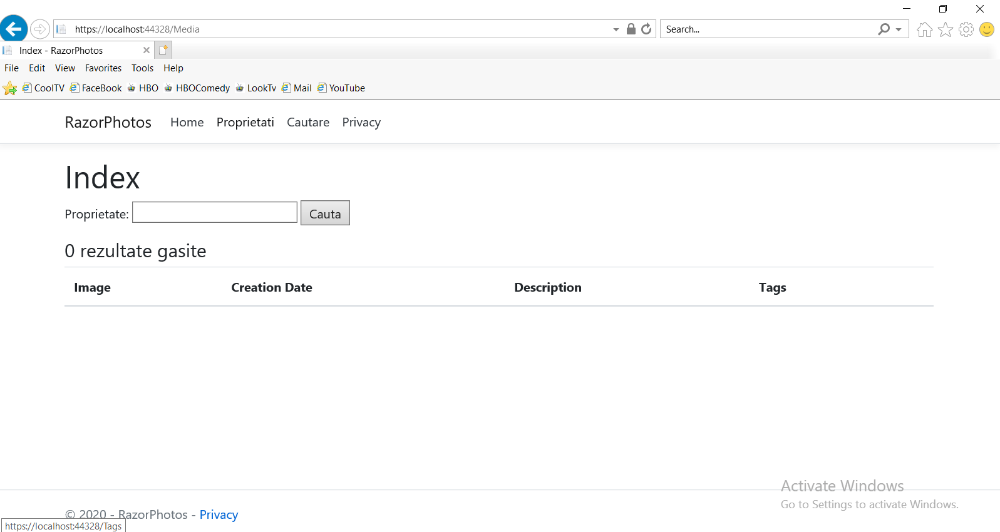 https://localhost:44328/Media
Search...
Index - RazorPhotos
File Edit View Favorites Tools Help
CoolTV FaceBook HBO HBOComedy LookTv Mail YouTube
RazorPhotos Home Proprietati Cautare Privacy
Index
Proprietate: Cauta
0 rezultate gasite
Image Creation Date Description Tags
Activate Windows
Go to Settings to activate Windows.
© 2020 - RazorPhotos - Privacy
https://localhost:44328/Tags